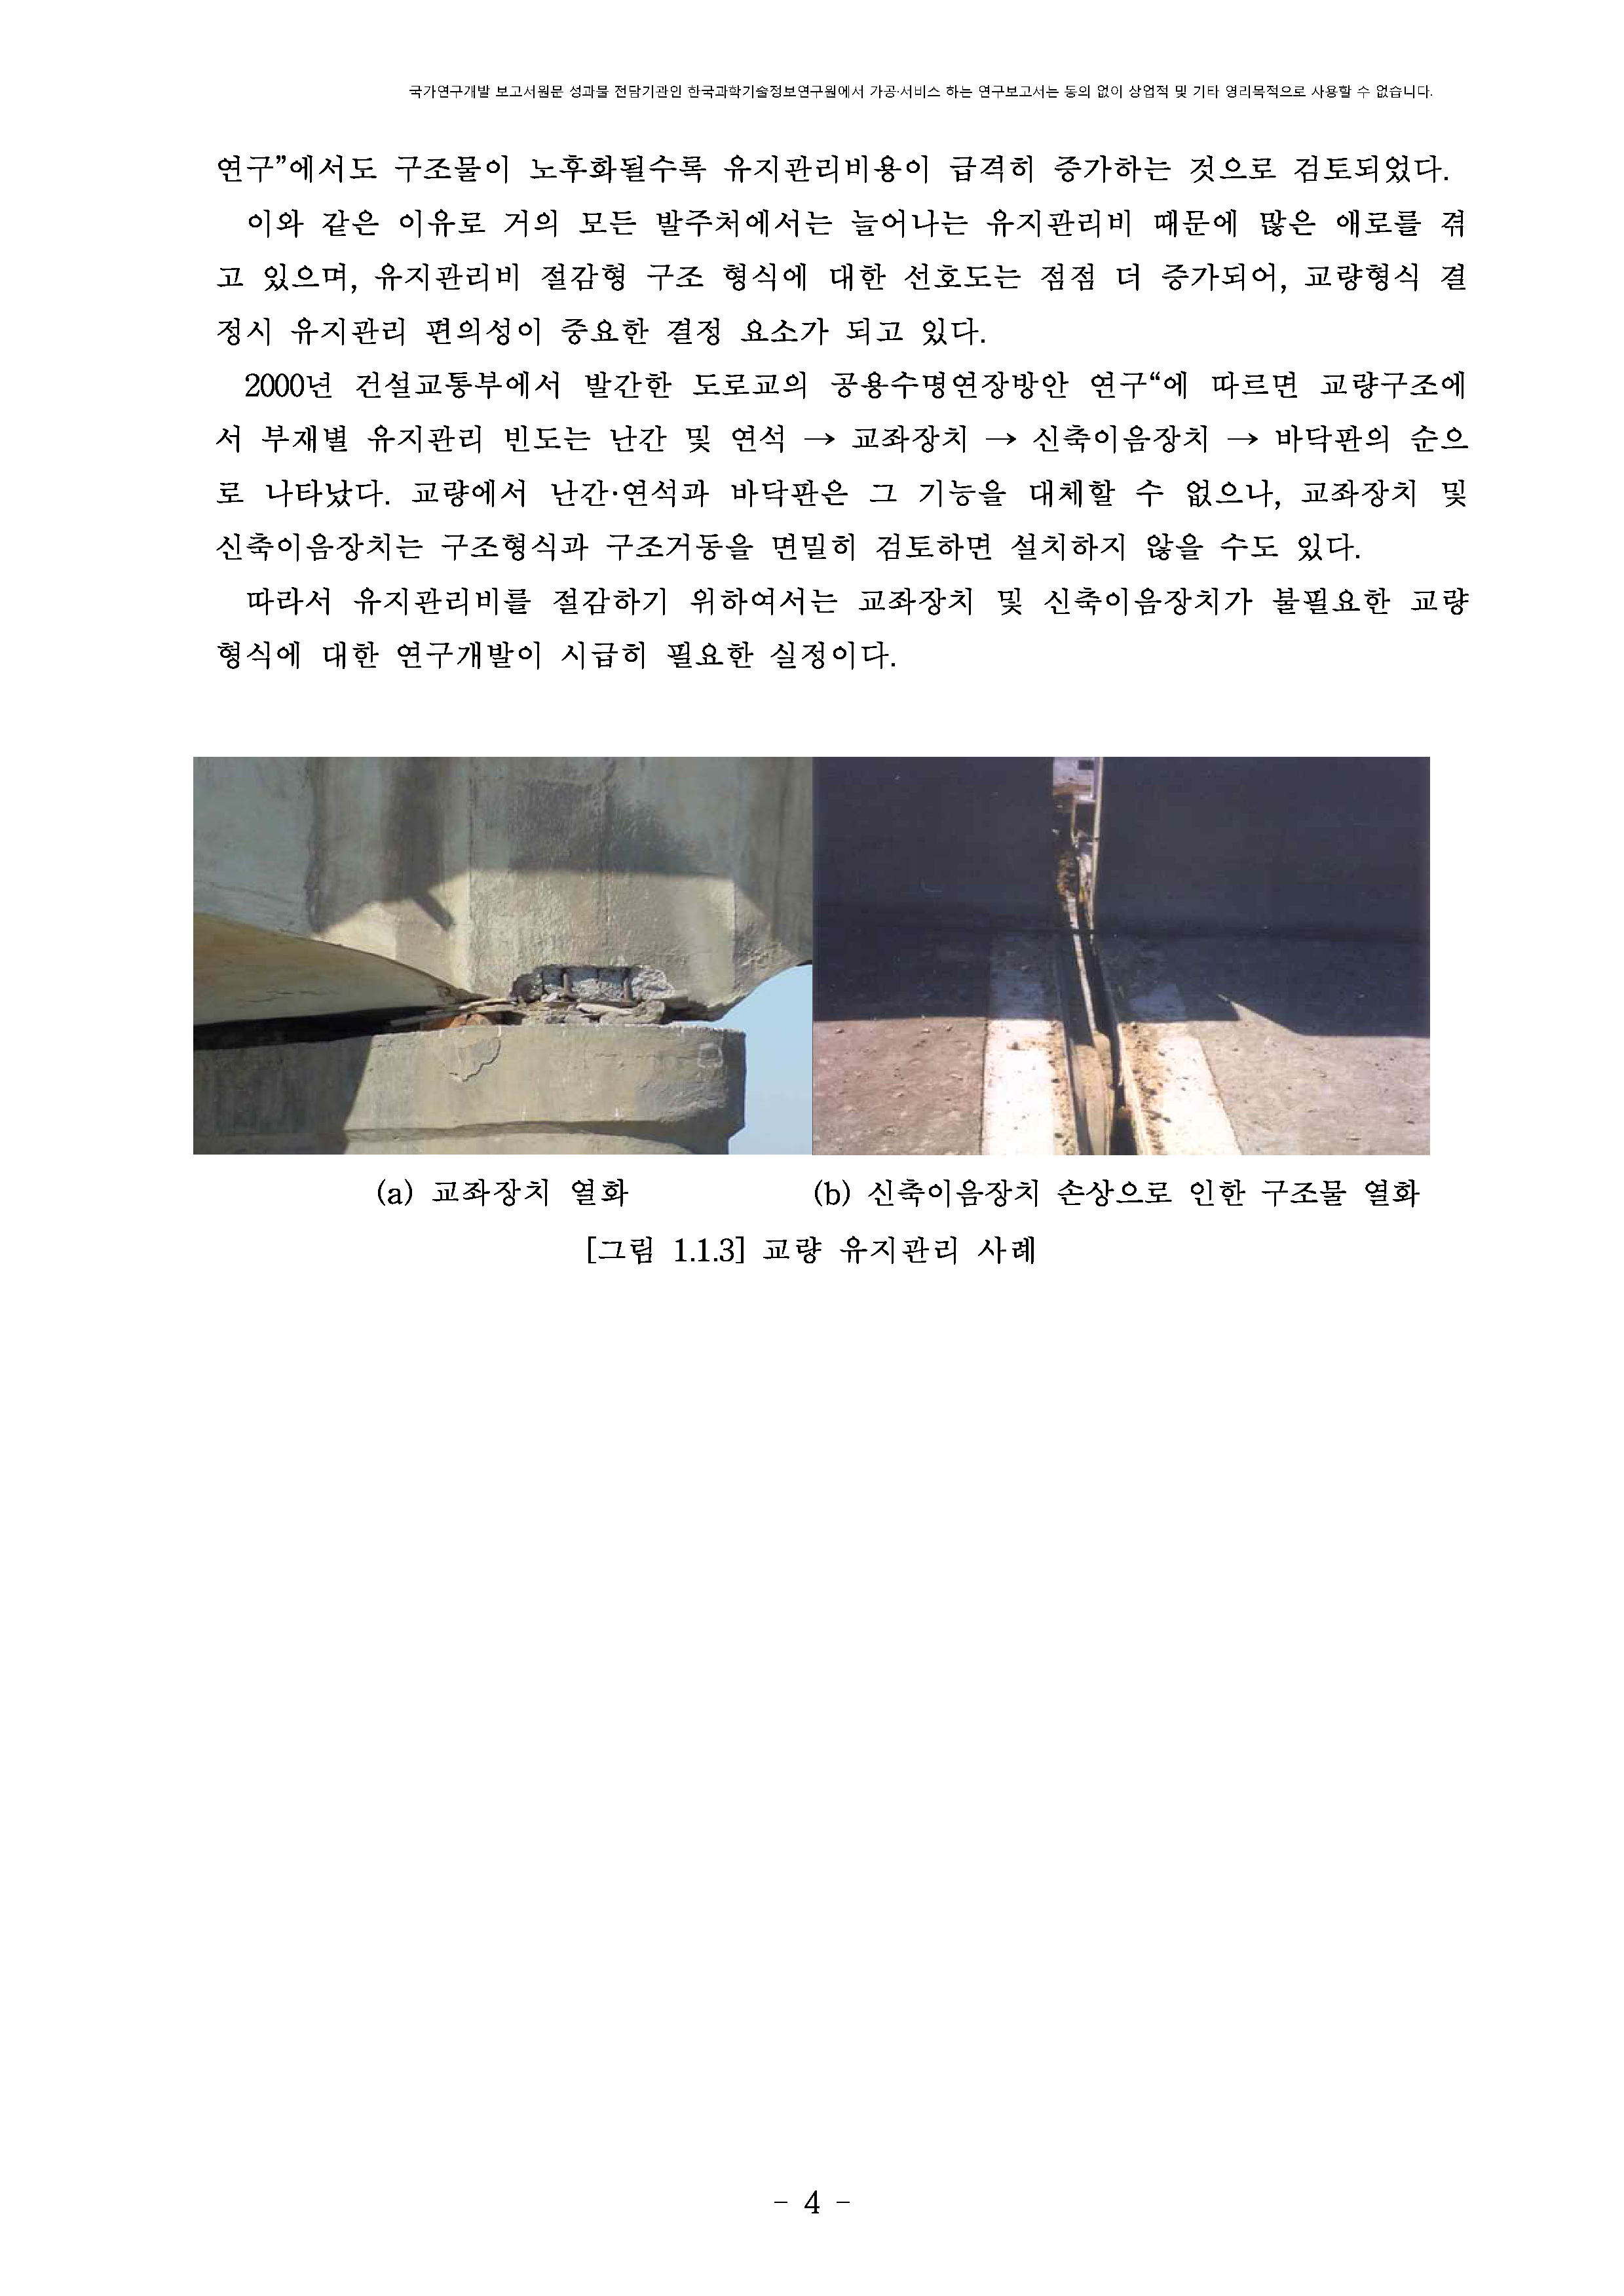 국가연구개발 보고서원문 성과물 전담기관인 한국과학기술정보연구원에서 가공·서비스 하는 연구보고서는 동의 없이 상업적 및 기타 영리목적으로 사용할 수 없습니다.
연구”에서도 구조물이 노후화될수록 유지관리비용이 급격히 증가하는 것으로 검토되었다.
이와 같은 이유로 거의 모든 발주처에서는 늘어나는 유지관리비 때문에 많은 애로를 겪
고 있으며, 유지관리비 절감형 구조 형식에 대한 선호도는 점점 더 증가되어, 교량형식 결
정시 유지관리 편의성이 중요한 결정 요소가 되고 있다.
2000년 건설교통부에서 발간한 도로교의 공용수명연장방안 연구“에 따르면 교량구조에
서 부재별 유지관리 빈도는 난간 및 연석 → 교좌장치 → 신축이음장치 → 바닥판의 순으
로 나타났다. 교량에서 난간·연석과 바닥판은 그 기능을 대체할 수 없으나, 교좌장치 및
신축이음장치는 구조형식과 구조거동을 면밀히 검토하면 설치하지 않을 수도 있다.
따라서 유지관리비를 절감하기 위하여서는 교좌장치 및 신축이음장치가 불필요한 교량
형식에 대한 연구개발이 시급히 필요한 실정이다.
(a) 교좌장치 열화
(b) 신축이음장치 손상으로 인한 구조물 열화
[그림 1.1.3] 교량 유지관리 사례
- 4 -